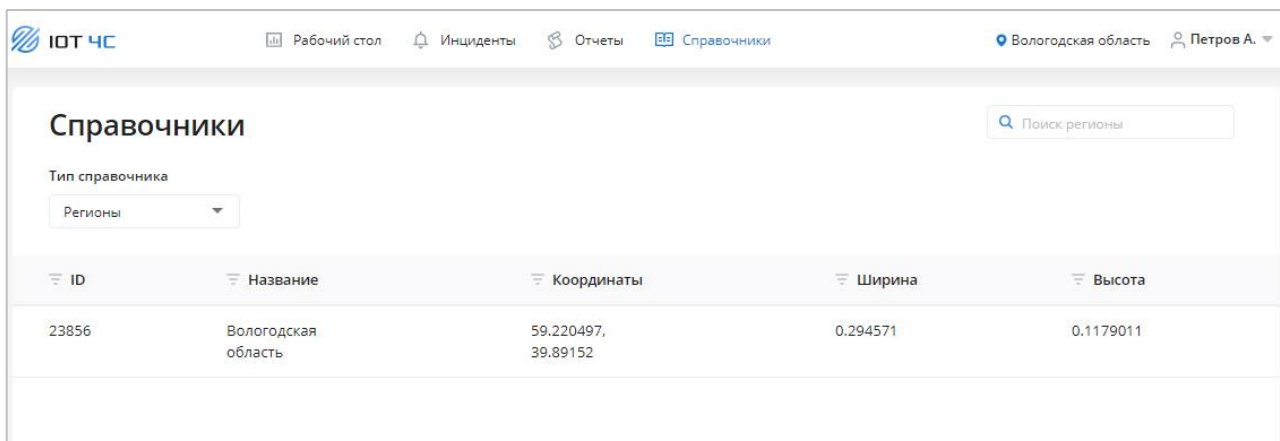 IOT ЧС Рабочий стол Инциденты Отчеты Справочники Вологодская область Петров А.
Справочники
Поиск регионы
Тип справочника
Регионы
ID Название Координаты Ширина Высота
23856 Вологодская 59.220497, 0.294571 0.1179011
область 39.89152